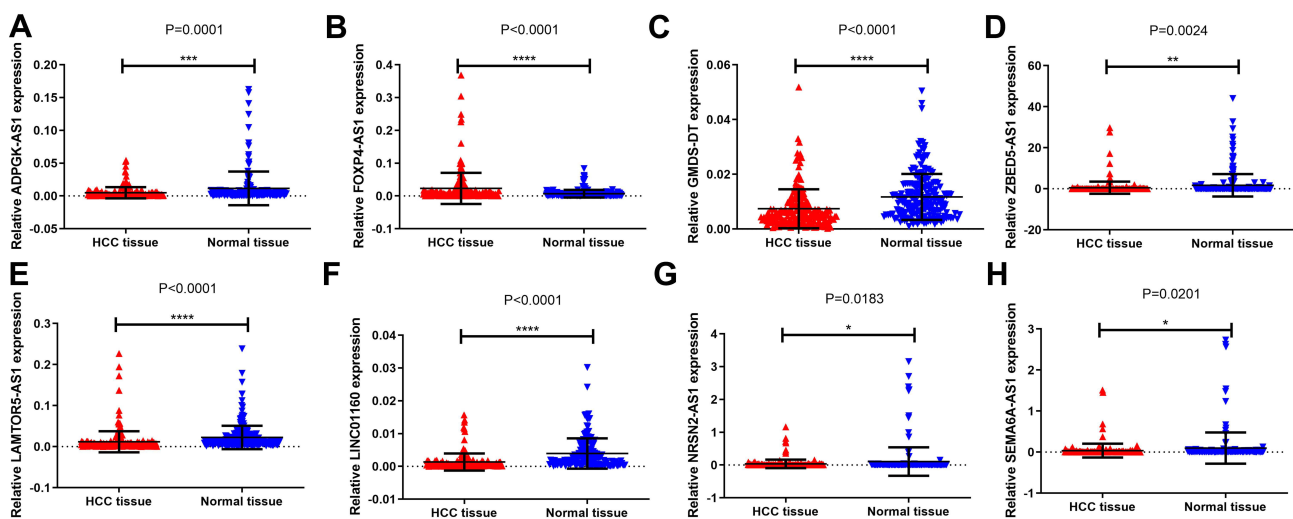 A
P=0.0001
***
Relative ADPGK-AS1 expression
0.20
0.15
0.10
0.05
0.00
-0.05
HCC tissue
Normal tissue
B
P<0.0001
****
Relative FOXP4-AS1 expression
0.4
0.3
0.2
0.1
0.0
-0.1
HCC tissue
Normal tissue
C
P<0.0001
****
Relative GMDS-DT expression
0.06
0.04
0.02
0.00
HCC tissue
Normal tissue
D
P=0.0024
**
Relative ZBED5-AS1 expression
60
40
20
0
-20
HCC tissue
Normal tissue
E
P<0.0001
****
Relative LAMTOR5-AS1 expression
0.3
0.2
0.1
0.0
-0.1
HCC tissue
Normal tissue
F
P<0.0001
****
Relative LINC01160 expression
0.04
0.03
0.02
0.01
0.00
-0.01
HCC tissue
Normal tissue
G
P=0.0183
*
Relative NRSN2-AS1 expression
4
3
2
1
0
-1
HCC tissue
Normal tissue
H
P=0.0201
*
Relative SEMA6A-AS1 expression
3
2
1
0
-1
HCC tissue
Normal tissue